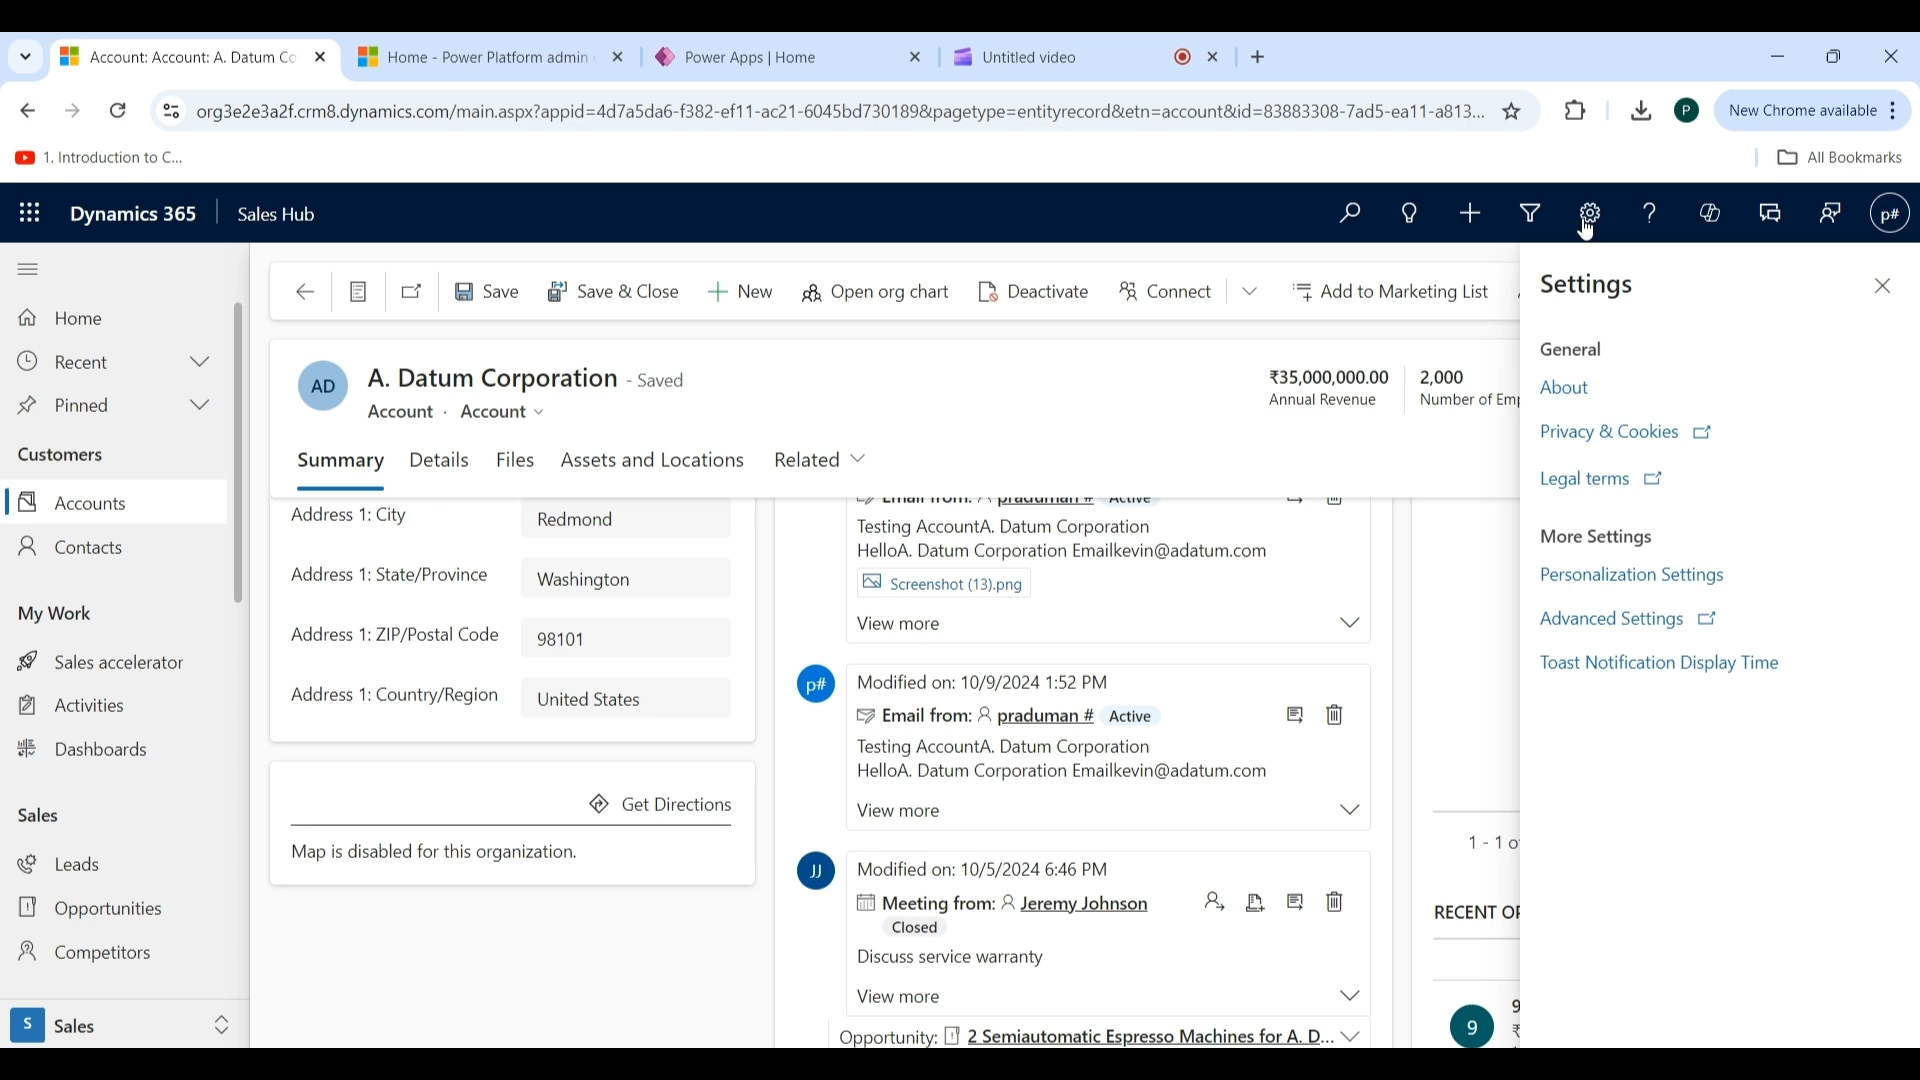 Account: Account: A. Datum Co
Home - Power Platform admin
Power Apps | Home
Untitled video
org3e2e3a2f.crm8.dynamics.com/main.aspx?appid=4d7a5da6-f382-ef11-ac21-6045bd730189&pagetype=entityrecord&etn=account&id=83883308-7ad5-ea11-a813...
P
New Chrome available
1. Introduction to C...
All Bookmarks
Dynamics 365
Sales Hub
p#
Home
Recent
Pinned
Customers
Accounts
Contacts
My Work
Sales accelerator
Activities
Dashboards
Sales
Leads
Opportunities
Competitors
S
Sales
Save
Save & Close
New
Open org chart
Deactivate
Connect
Add to Marketing List
AD
A. Datum Corporation - Saved
Account · Account
₹35,000,000.00
Annual Revenue
2,000
Number of Emp
Summary
Details
Files
Assets and Locations
Related
Address 1: City
Redmond
Address 1: State/Province
Washington
Address 1: ZIP/Postal Code
98101
Address 1: Country/Region
United States
Get Directions
Map is disabled for this organization.
Email from: praduman # Active
Testing AccountA. Datum Corporation
HelloA. Datum Corporation Emailkevin@adatum.com
Screenshot (13).png
View more
p#
Modified on: 10/9/2024 1:52 PM
Email from: praduman # Active
Testing AccountA. Datum Corporation
HelloA. Datum Corporation Emailkevin@adatum.com
View more
JJ
Modified on: 10/5/2024 6:46 PM
Meeting from: Jeremy Johnson
Closed
Discuss service warranty
View more
Opportunity: 2 Semiautomatic Espresso Machines for A. D...
1 - 1 o
RECENT OP
9
9
₹
Settings
General
About
Privacy & Cookies
Legal terms
More Settings
Personalization Settings
Advanced Settings
Toast Notification Display Time